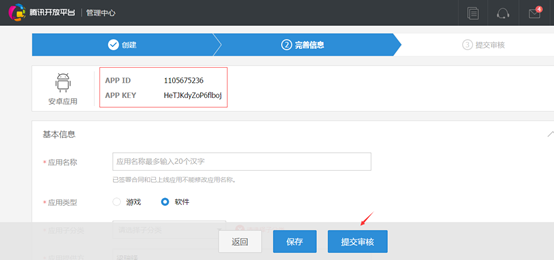 腾讯开放平台 | 管理中心
4
创建
2 完善信息
3 提交审核
安卓应用
APP ID 1105675236
APP KEY HeTJKdyZoP6flboj
基本信息
* 应用名称 应用名称最多输入20个汉字
已签署合同和已上线应用不能修改应用名称。
* 应用类型 游戏 软件
返回 保存 提交审核